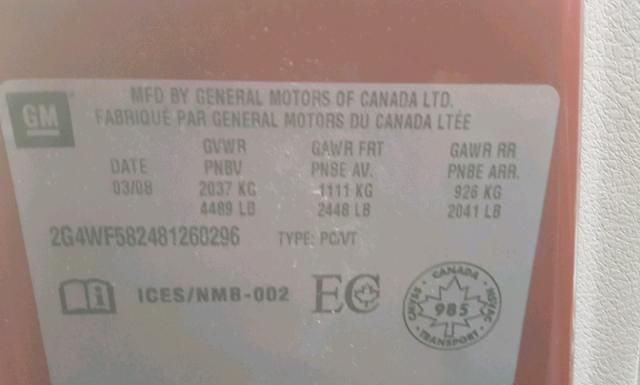 GM
MFD BY GENERAL MOTORS OF CANADA LTD.
FABRIQUÉ PAR GENERAL MOTORS DU CANADA LTÉE
GVWR GAWR FRT GAWR RR
DATE PNBV PNBE AV. PNBE ARR.
03/08 2037 KG 1111 KG 926 KG
4489 LB 2448 LB 2041 LB
2G4WF582481260296 TYPE: PC/VT
ICES/NMB-002 EC
CANADA
985
TRANSPORT